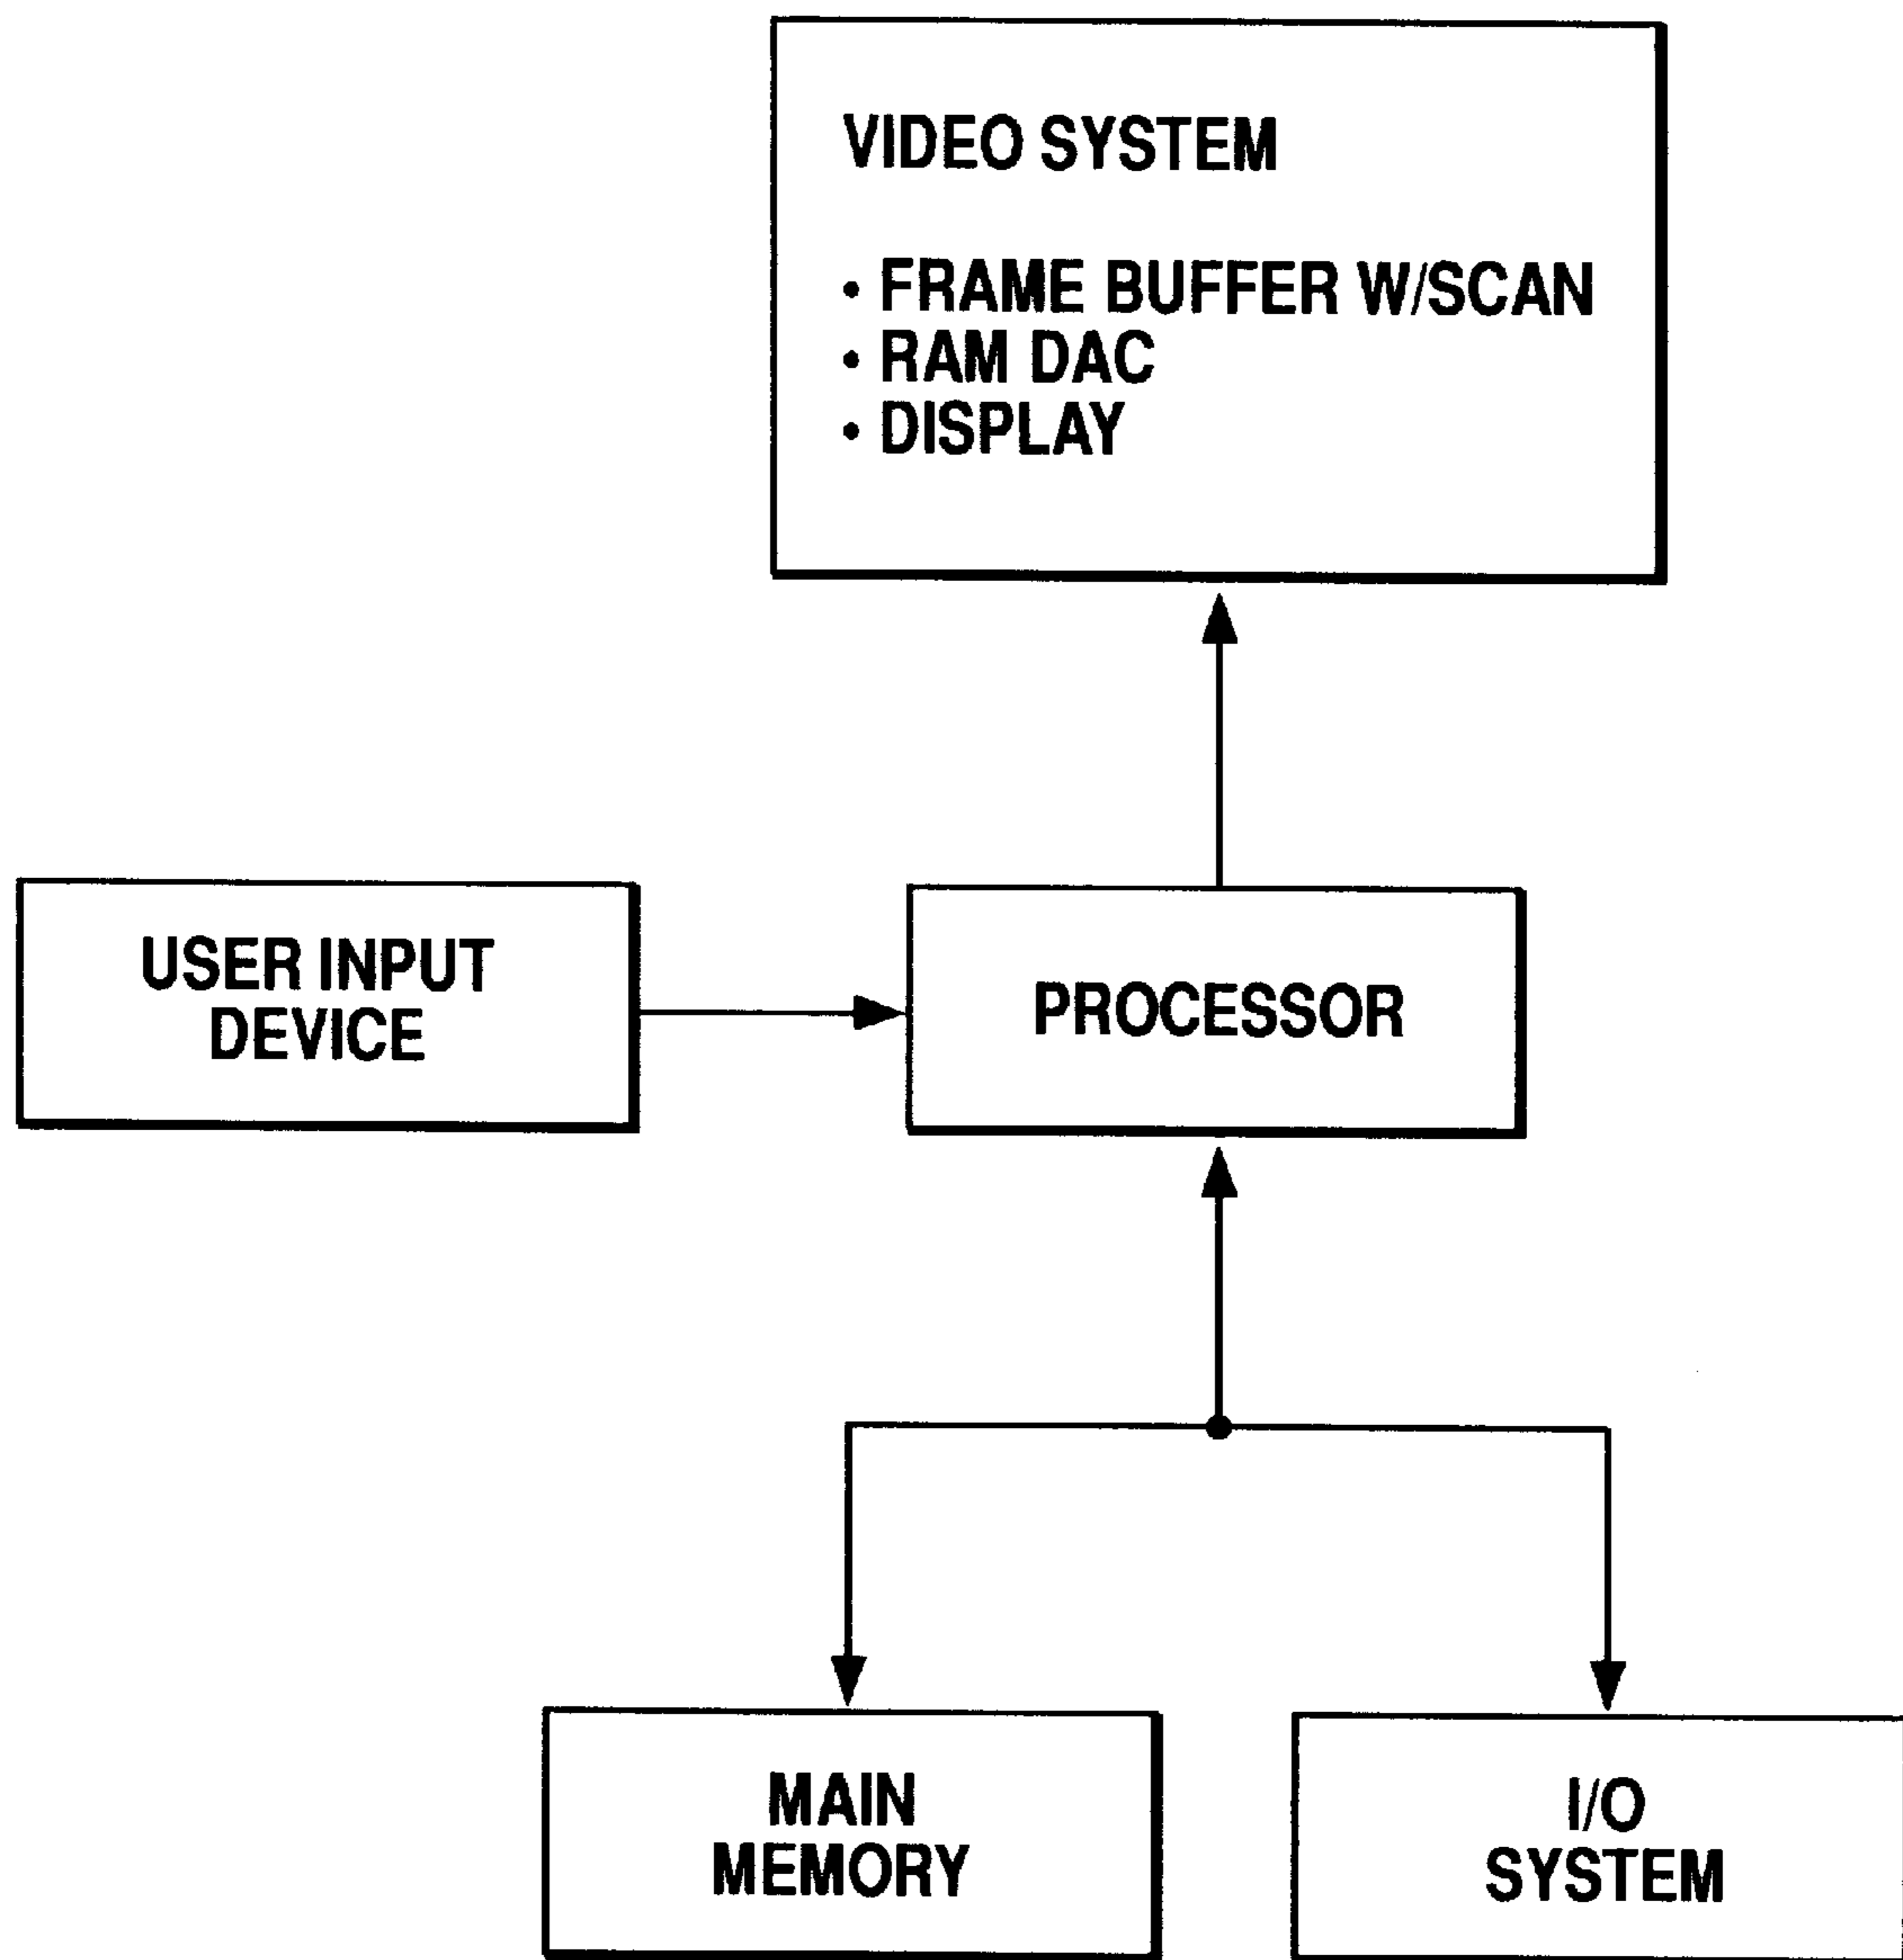 VIDEO SYSTEM
• FRAME BUFFER W/SCAN
• RAM DAC
• DISPLAY
USER INPUT
DEVICE
PROCESSOR
MAIN
MEMORY
I/O
SYSTEM